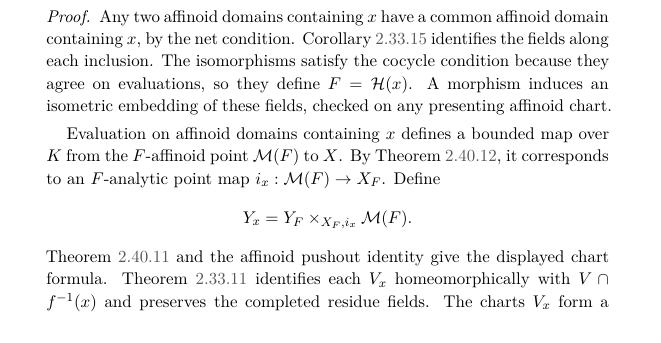 Proof. Any two affinoid domains containing x have a common affinoid domain
containing x, by the net condition. Corollary 2.33.15 identifies the fields along
each inclusion. The isomorphisms satisfy the cocycle condition because they
agree on evaluations, so they define F = ℋ(x). A morphism induces an
isometric embedding of these fields, checked on any presenting affinoid chart.
Evaluation on affinoid domains containing x defines a bounded map over
K from the F-affinoid point ℳ(F) to X. By Theorem 2.40.12, it corresponds
to an F-analytic point map iₓ : ℳ(F) → X_F. Define
Yₓ = Y_F ×_{X_F,iₓ} ℳ(F).
Theorem 2.40.11 and the affinoid pushout identity give the displayed chart
formula. Theorem 2.33.11 identifies each Vₓ homeomorphically with V ∩
f⁻¹(x) and preserves the completed residue fields. The charts Vₓ form a